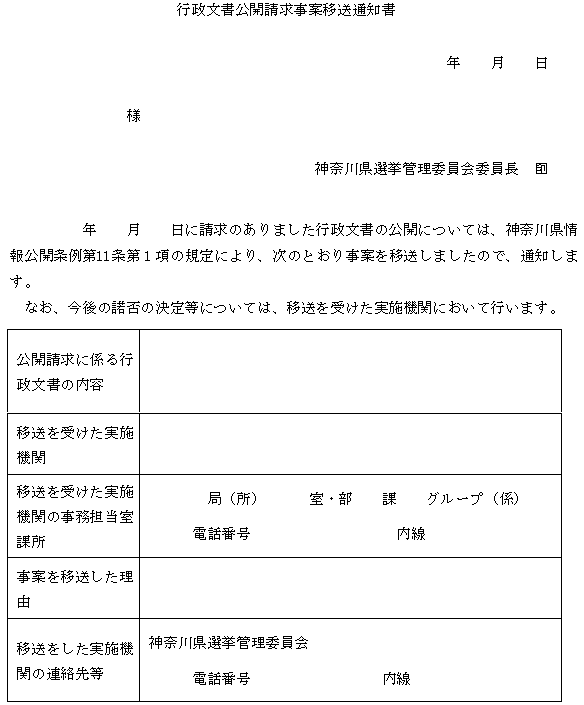 行政文書公開請求事案移送通知書
年　　月　　日
様
神奈川県選挙管理委員会委員長　印
年　　月　　日に請求のありました行政文書の公開については、神奈川県情
報公開条例第11条第１項の規定により、次のとおり事案を移送しましたので、通知しま
す。
なお、今後の諾否の決定等については、移送を受けた実施機関において行います。
公開請求に係る行
政文書の内容
移送を受けた実施
機関
移送を受けた実施
機関の事務担当室
課所
局（所）　　　室・部　　課　　グループ（係）
電話番号　　　　　　　　　　内線
事案を移送した理
由
移送をした実施機
関の連絡先等
神奈川県選挙管理委員会
電話番号　　　　　　　　　内線